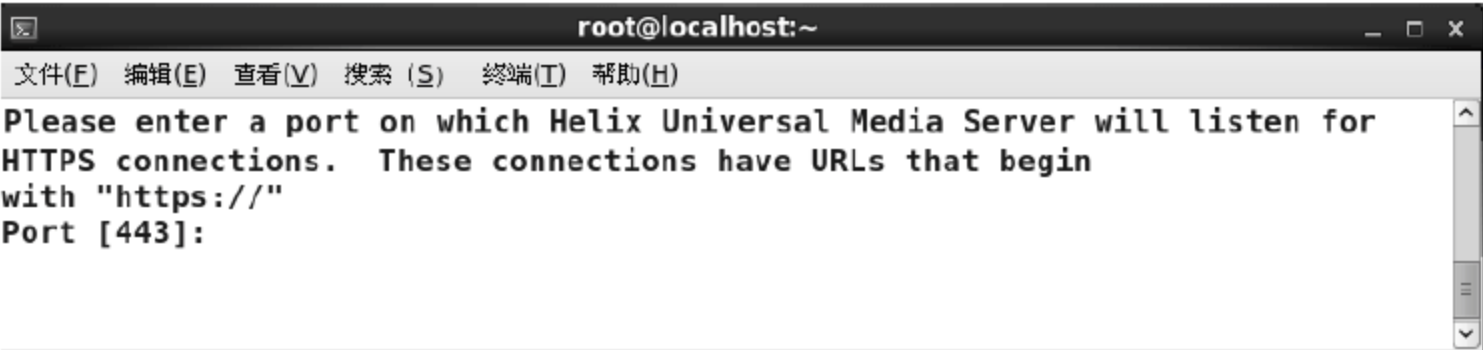 root@localhost:~
文件(F) 编辑(E) 查看(V) 搜索 (S) 终端(T) 帮助(H)
Please enter a port on which Helix Universal Media Server will listen for
HTTPS connections.  These connections have URLs that begin
with "https://"
Port [443]: